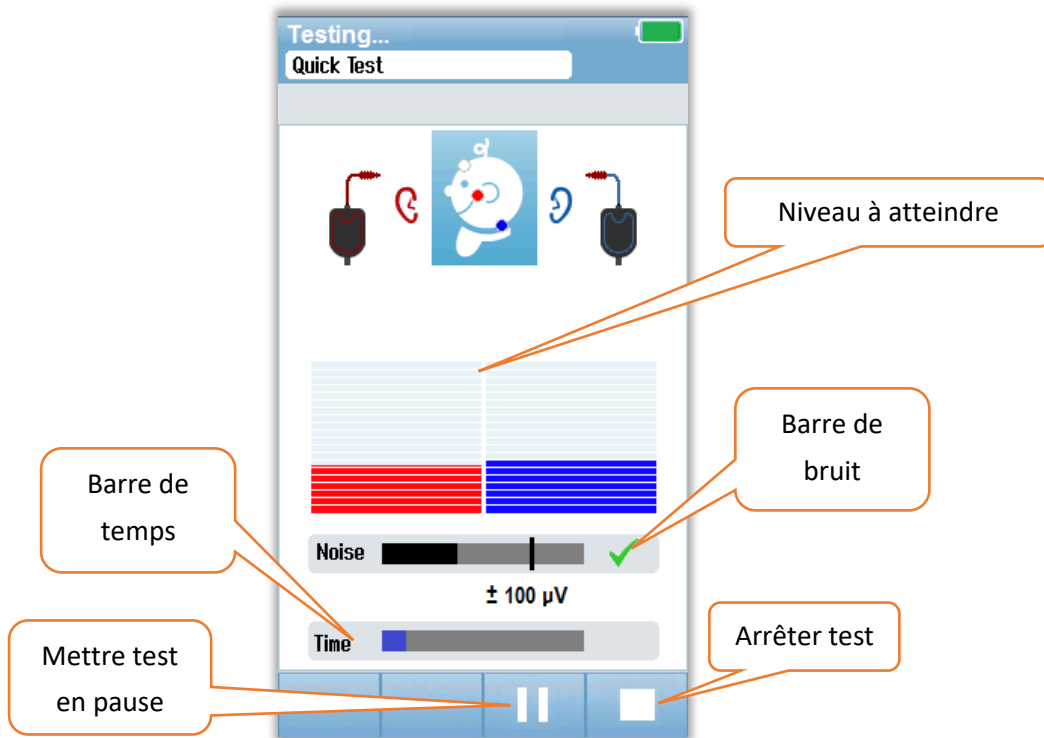 Testing...
Quick Test
Niveau à atteindre
Barre de
bruit
Barre de
temps
Noise
± 100 µV
Time
Arrêter test
Mettre test
en pause